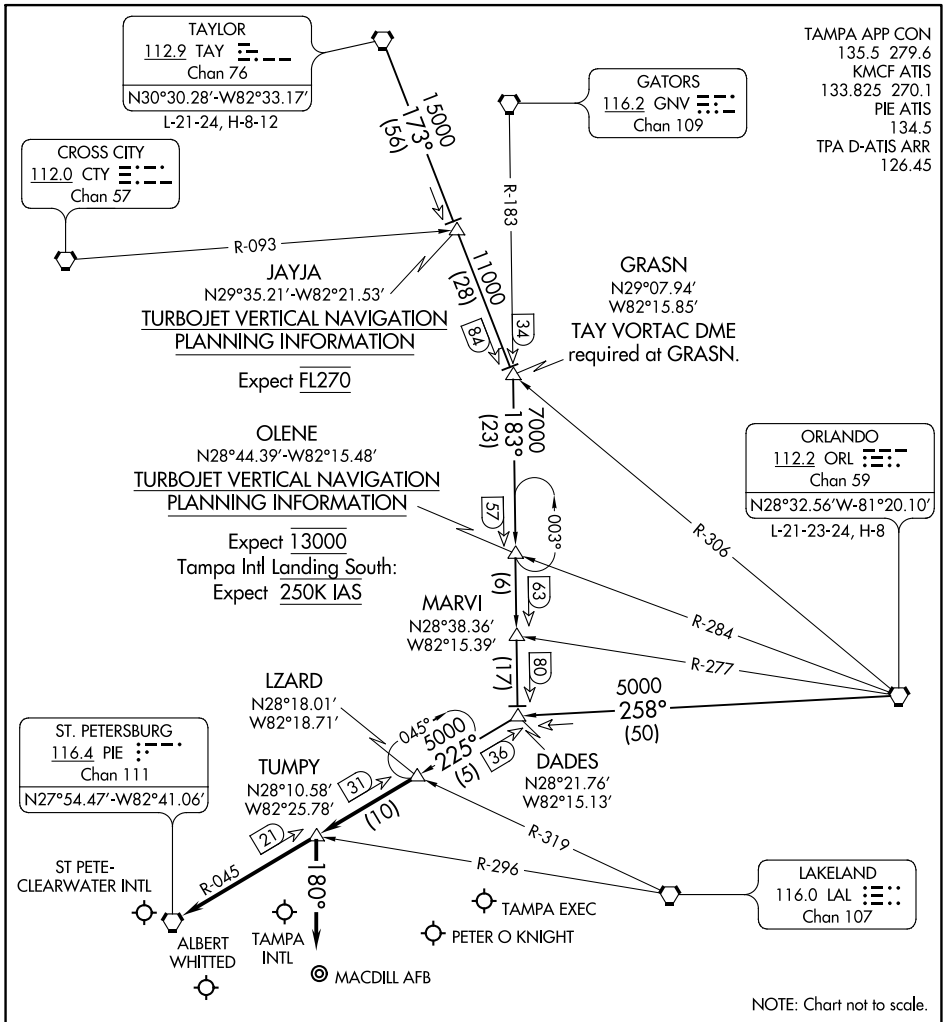 TAYLOR
112.9 TAY
Chan 76
N30°30.28'-W82°33.17'
L-21-24, H-8-12
GATORS
116.2 GNV
Chan 109
TAMPA APP CON
135.5 279.6
KMCF ATIS
133.825 270.1
PIE ATIS
134.5
TPA D-ATIS ARR
126.45
CROSS CITY
112.0 CTY
Chan 57
15000
173°
(56)
R-183
R-093
JAYJA
N29°35.21'-W82°21.53'
TURBOJET VERTICAL NAVIGATION
PLANNING INFORMATION
Expect FL270
11000
(28)
84
34
GRASN
N29°07.94'
W82°15.85'
TAY VORTAC DME
required at GRASN.
OLENE
N28°44.39'-W82°15.48'
TURBOJET VERTICAL NAVIGATION
PLANNING INFORMATION
Expect 13000
Tampa Intl Landing South:
Expect 250K IAS
7000
183°
(23)
57
003°
ORLANDO
112.2 ORL
Chan 59
N28°32.56'W-81°20.10'
L-21-23-24, H-8
R-306
R-284
R-277
(6)
63
MARVI
N28°38.36'
W82°15.39'
(17)
80
5000
258°
(50)
LZARD
N28°18.01'
W82°18.71'
045°
5000
225°
(5)
36
DADES
N28°21.76'
W82°15.13'
ST. PETERSBURG
116.4 PIE
Chan 111
N27°54.47'-W82°41.06'
TUMPY
N28°10.58'
W82°25.78'
31
(10)
21
R-045
R-319
R-296
180°
LAKELAND
116.0 LAL
Chan 107
ST PETE-
CLEARWATER INTL
ALBERT
WHITTED
TAMPA
INTL
TAMPA EXEC
PETER O KNIGHT
MACDILL AFB
NOTE: Chart not to scale.